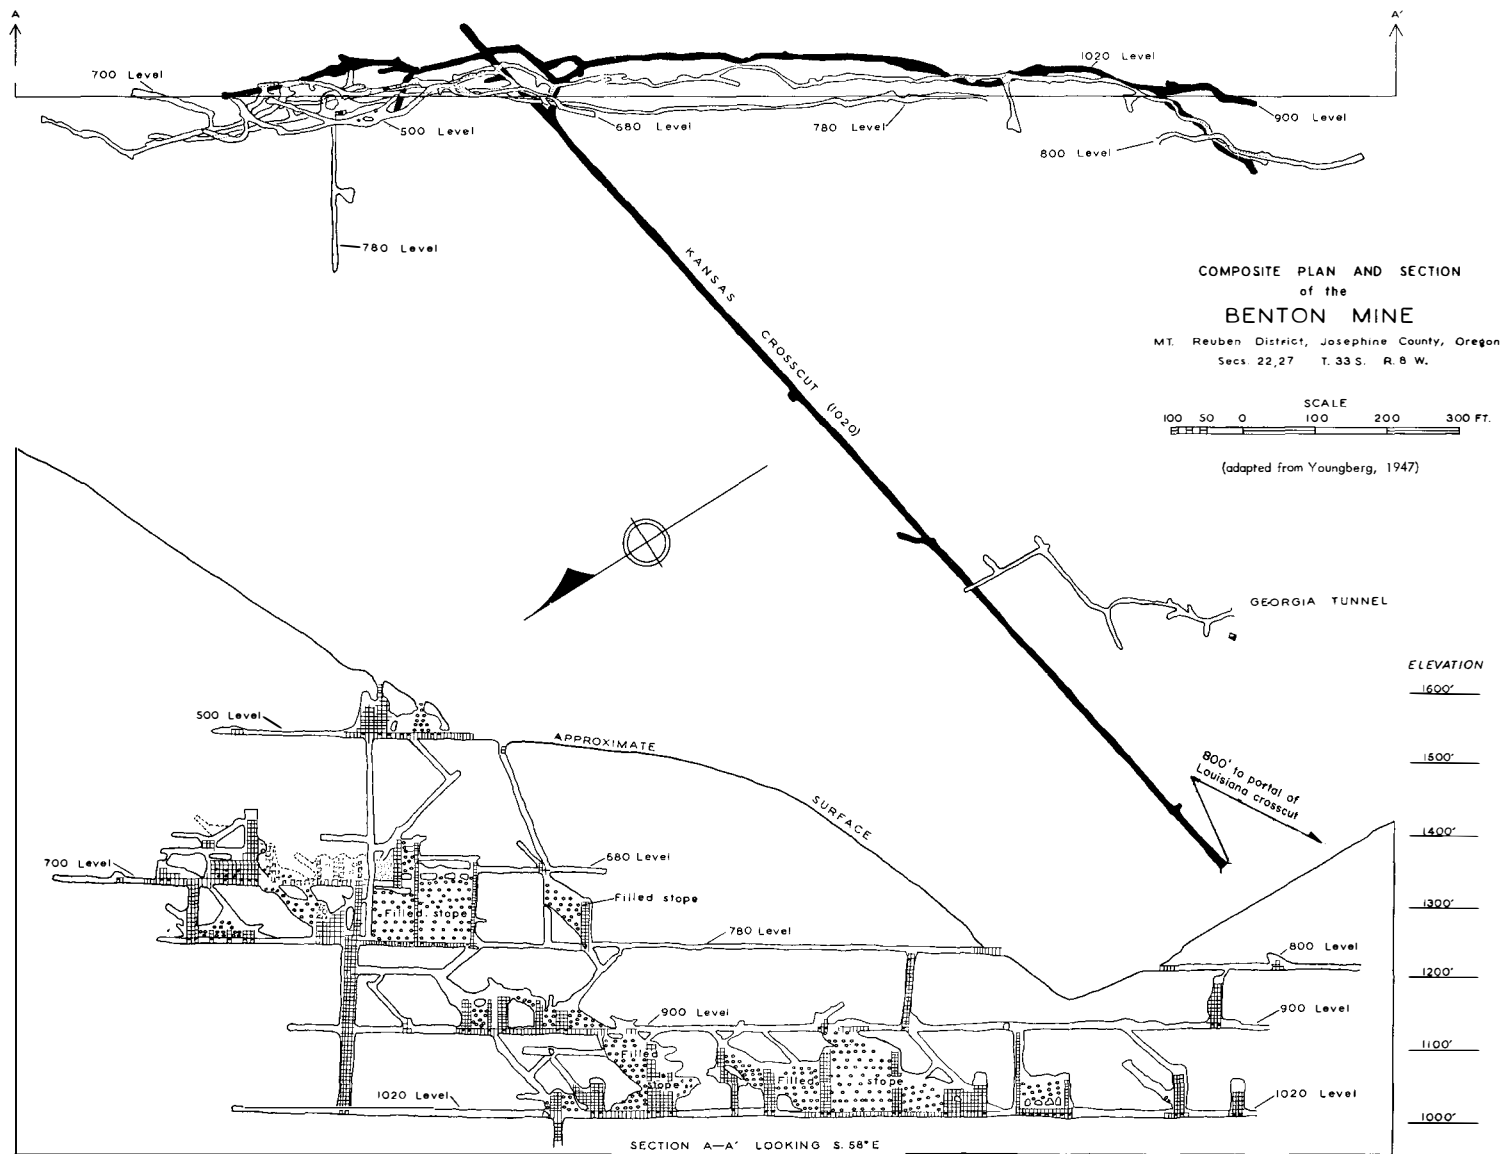 A
A'
700 Level
1020 Level
500 Level
680 Level
780 Level
900 Level
800 Level
780 Level
KANSAS CROSSCUT (1020)
COMPOSITE PLAN AND SECTION
of the
BENTON MINE
MT. Reuben District, Josephine County, Oregon
Secs. 22,27 T. 33 S. R. 8 W.
SCALE
100 50 0 100 200 300 FT.
(adapted from Youngberg, 1947)
GEORGIA TUNNEL
800' to portal of
Louisiana crosscut
ELEVATION
1600'
1500'
1400'
1300'
1200'
1100'
1000'
500 Level
APPROXIMATE SURFACE
700 Level
680 Level
Filled stope
Filled stope
780 Level
800 Level
900 Level
900 Level
Filled stope
Filled stope
1020 Level
1020 Level
SECTION A—A' LOOKING S. 58° E